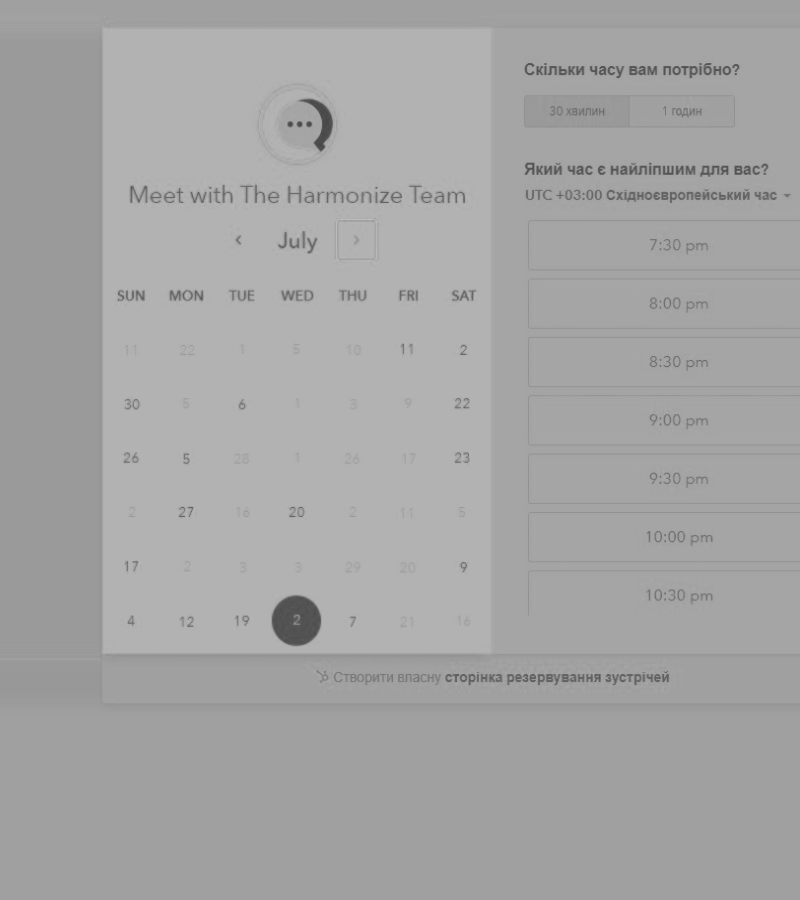 Meet with The Harmonize Team
July
SUN MON TUE WED THU FRI SAT
11 22 1 5 10 11 2
30 5 6 1 3 9 22
26 5 28 1 26 17 23
2 27 16 20 2 11 5
17 2 3 3 29 20 9
4 12 19 2 7 21 16
Скільки часу вам потрібно?
30 хвилин 1 годин
Який час є найліпшим для вас?
UTC +03:00 Східноєвропейський час
7:30 pm
8:00 pm
8:30 pm
9:00 pm
9:30 pm
10:00 pm
10:30 pm
Створити власну сторінка резервування зустрічей